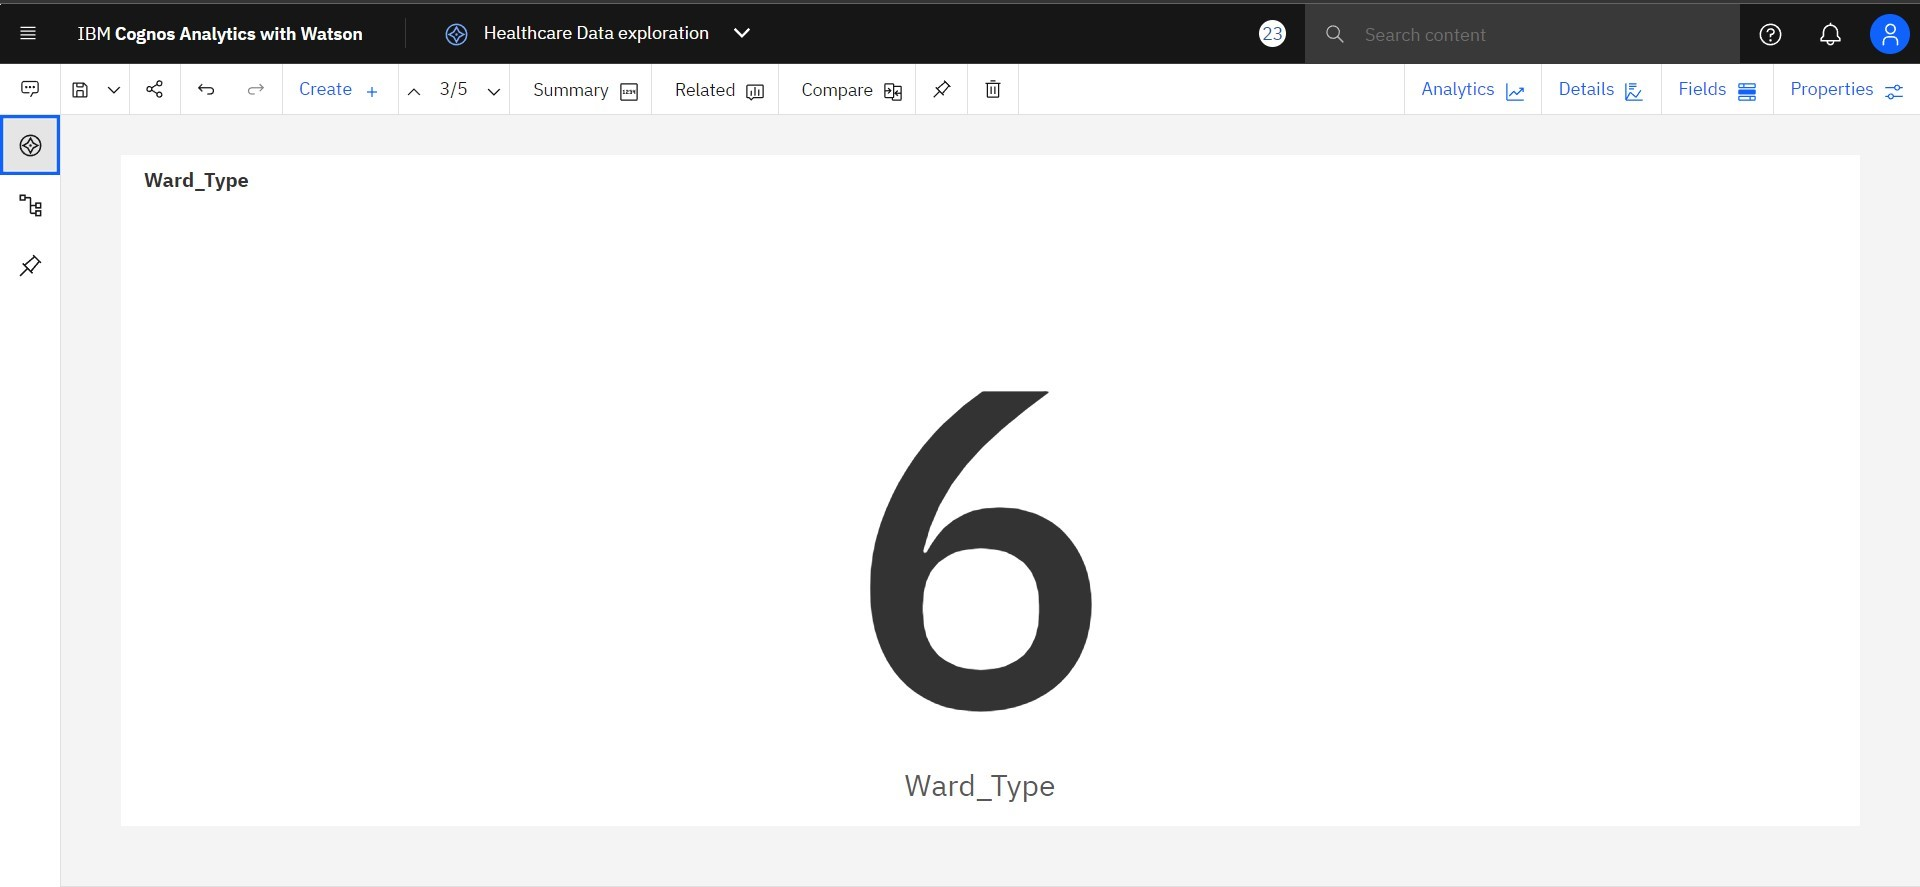 IBM Cognos Analytics with Watson
Healthcare Data exploration
23
Search content
Create +
3/5
Summary
Related
Compare
Analytics
Details
Fields
Properties
Ward_Type
6
Ward_Type